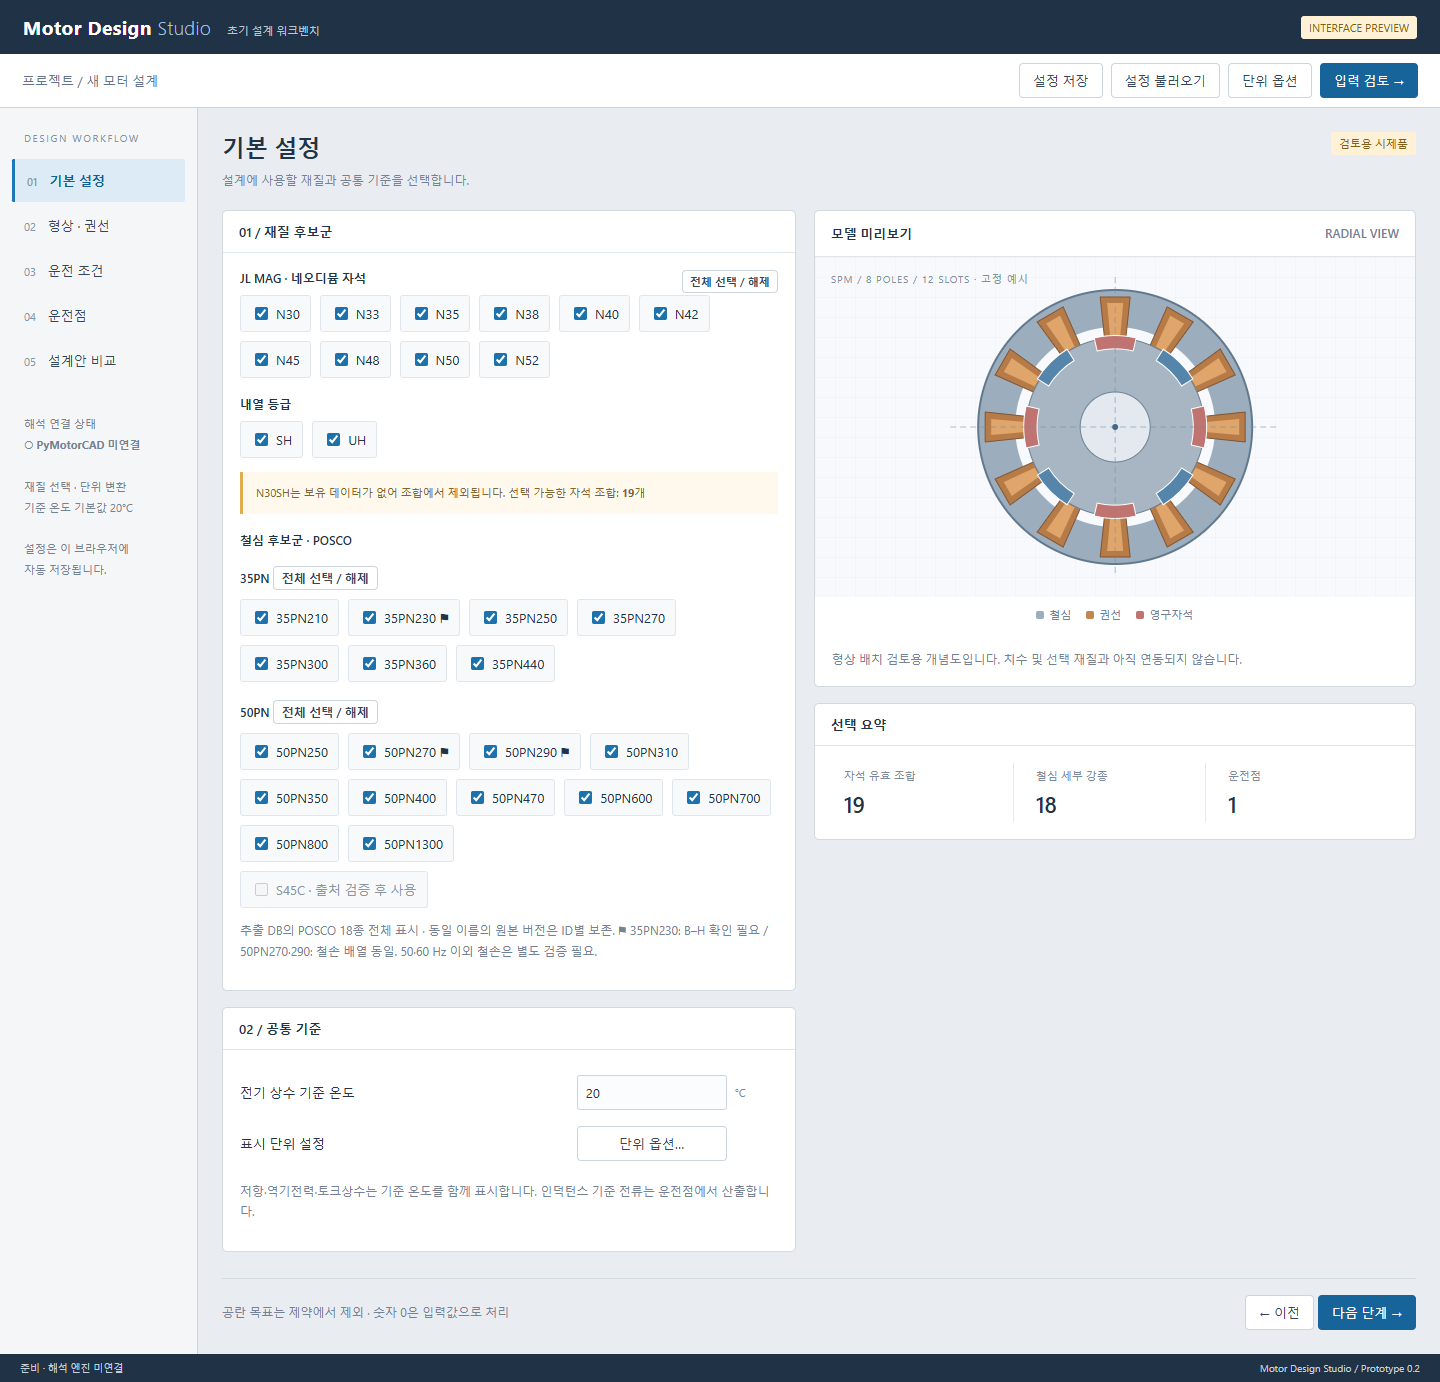 Motor Design Studio 초기 설계 워크벤치
INTERFACE PREVIEW
프로젝트 / 새 모터 설계
설정 저장
설정 불러오기
단위 옵션
입력 검토 →
DESIGN WORKFLOW
01 기본 설정
02 형상 · 권선
03 운전 조건
04 운전점
05 설계안 비교
해석 연결 상태
○ PyMotorCAD 미연결
재질 선택 · 단위 변환
기준 온도 기본값 20°C
설정은 이 브라우저에
자동 저장됩니다.
기본 설정
검토용 시제품
설계에 사용할 재질과 공통 기준을 선택합니다.
01 / 재질 후보군
JL MAG · 네오디뮴 자석
전체 선택 / 해제
N30 N33 N35 N38 N40 N42
N45 N48 N50 N52
내열 등급
SH UH
N30SH는 보유 데이터가 없어 조합에서 제외됩니다. 선택 가능한 자석 조합: 19개
철심 후보군 · POSCO
35PN 전체 선택 / 해제
35PN210 35PN230 ⚑ 35PN250 35PN270
35PN300 35PN360 35PN440
50PN 전체 선택 / 해제
50PN250 50PN270 ⚑ 50PN290 ⚑ 50PN310
50PN350 50PN400 50PN470 50PN600 50PN700
50PN800 50PN1300
S45C · 출처 검증 후 사용
추출 DB의 POSCO 18종 전체 표시 · 동일 이름의 원본 버전은 ID별 보존. ⚑ 35PN230: B–H 확인 필요 /
50PN270·290: 철손 배열 동일. 50·60 Hz 이외 철손은 별도 검증 필요.
02 / 공통 기준
전기 상수 기준 온도 20 °C
표시 단위 설정 단위 옵션...
저항·역기전력·토크상수는 기준 온도를 함께 표시합니다. 인덕턴스 기준 전류는 운전점에서 산출합니
다.
모델 미리보기 RADIAL VIEW
SPM / 8 POLES / 12 SLOTS · 고정 예시
철심 권선 영구자석
형상 배치 검토용 개념도입니다. 치수 및 선택 재질과 아직 연동되지 않습니다.
선택 요약
자석 유효 조합 철심 세부 강종 운전점
19 18 1
공란 목표는 제약에서 제외 · 숫자 0은 입력값으로 처리
← 이전
다음 단계 →
준비 · 해석 엔진 미연결
Motor Design Studio / Prototype 0.2